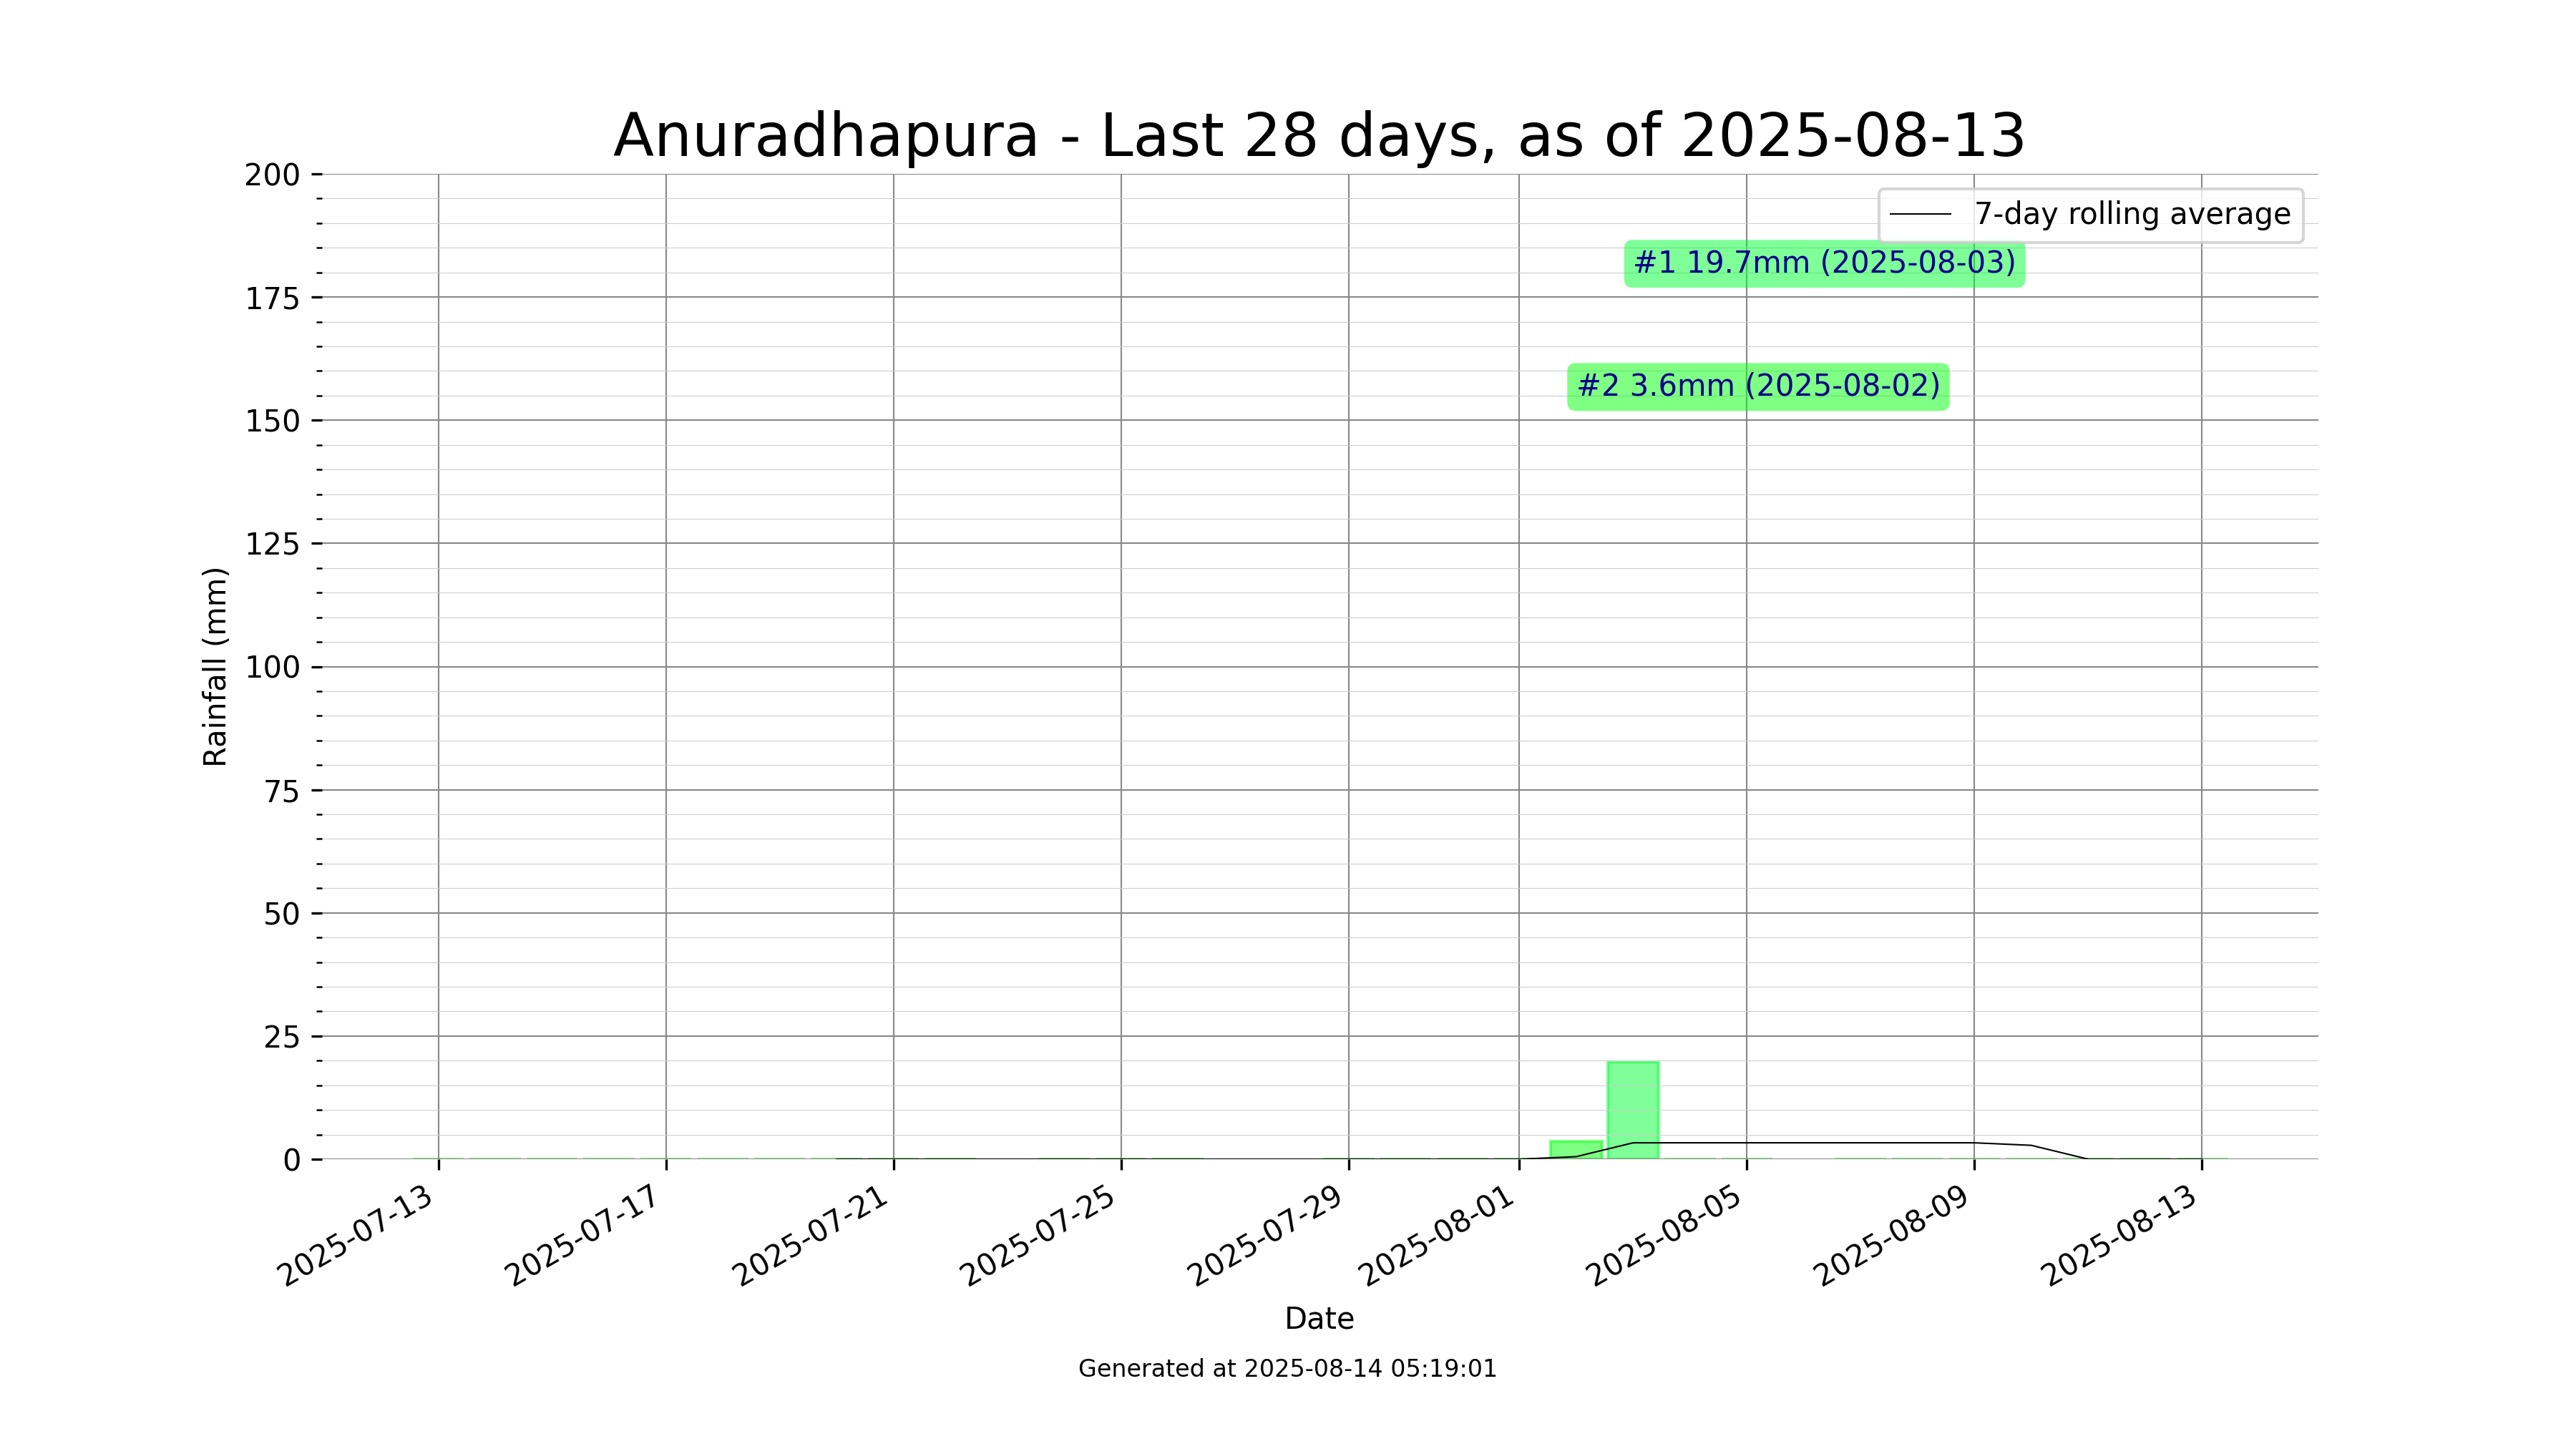 Anuradhapura - Last 28 days, as of 2025-08-13
200
175
150
125
100
75
50
25
0
Rainfall (mm)
7-day rolling average
#1 19.7mm (2025-08-03)
#2 3.6mm (2025-08-02)
2025-07-13
2025-07-17
2025-07-21
2025-07-25
2025-07-29
2025-08-01
2025-08-05
2025-08-09
2025-08-13
Date
Generated at 2025-08-14 05:19:01